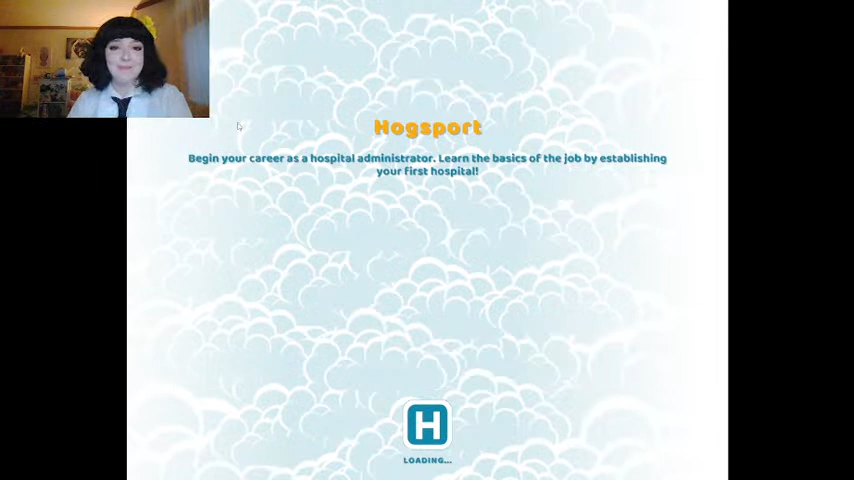 Hogsport
Begin your career as a hospital administrator. Learn the basics of the job by establishing
your first hospital!
H
LOADING...